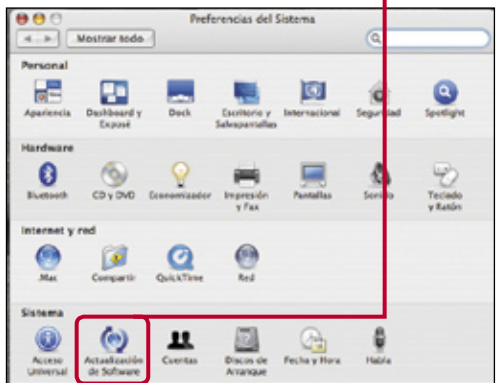 Preferencias del Sistema
Mostrar todo
Personal
Apariencia Dashboard y Exposé Dock Escritorio y Salvapantallas Internacional Seguridad Spotlight
Hardware
Bluetooth CD y DVD Economizador Impresión y Fax Pantallas Sonido Teclado y Ratón
Internet y red
.Mac Compartir QuickTime Red
Sistema
Acceso Universal Actualización de Software Cuentas Discos de Arranque Fecha y Hora Habla